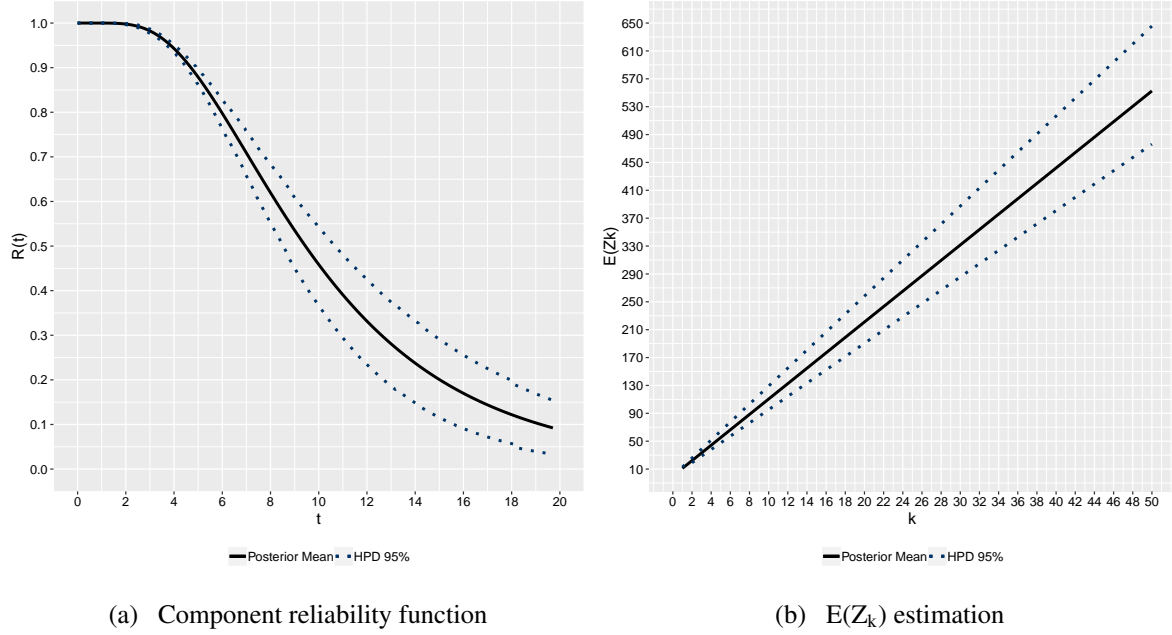 1.0
0.9
0.8
0.7
0.6
0.5
0.4
0.3
0.2
0.1
0.0
R(t)
0 2 4 6 8 10 12 14 16 18 20
t
Posterior Mean HPD 95%
(a) Component reliability function
650
610
570
530
490
450
410
370
330
290
250
210
170
130
90
50
10
E(Zk)
0 2 4 6 8 10 12 14 16 18 20 22 24 26 28 30 32 34 36 38 40 42 44 46 48 50
k
Posterior Mean HPD 95%
(b) E(Zk) estimation